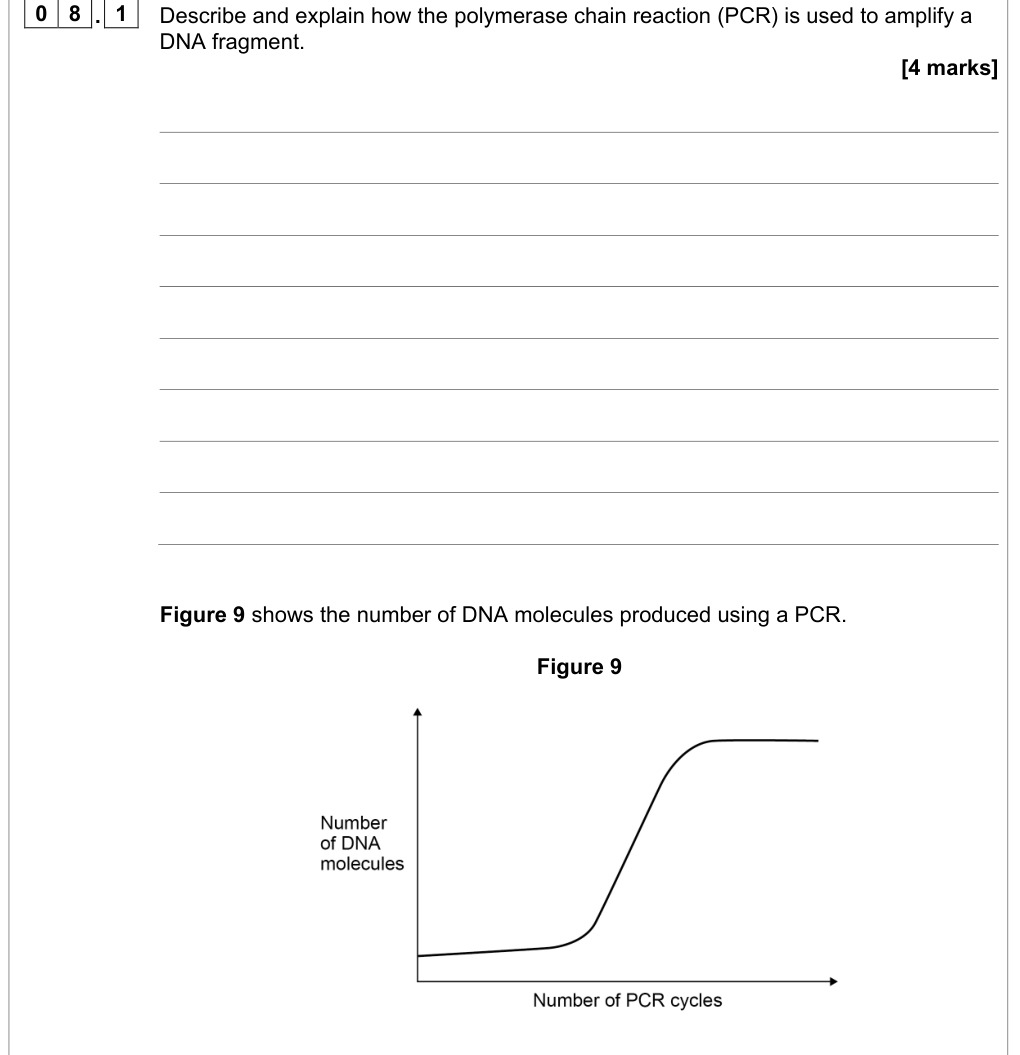 0 8 . 1 Describe and explain how the polymerase chain reaction (PCR) is used to amplify a
DNA fragment.
[4 marks]
Figure 9 shows the number of DNA molecules produced using a PCR.
Figure 9
Number
of DNA
molecules
Number of PCR cycles